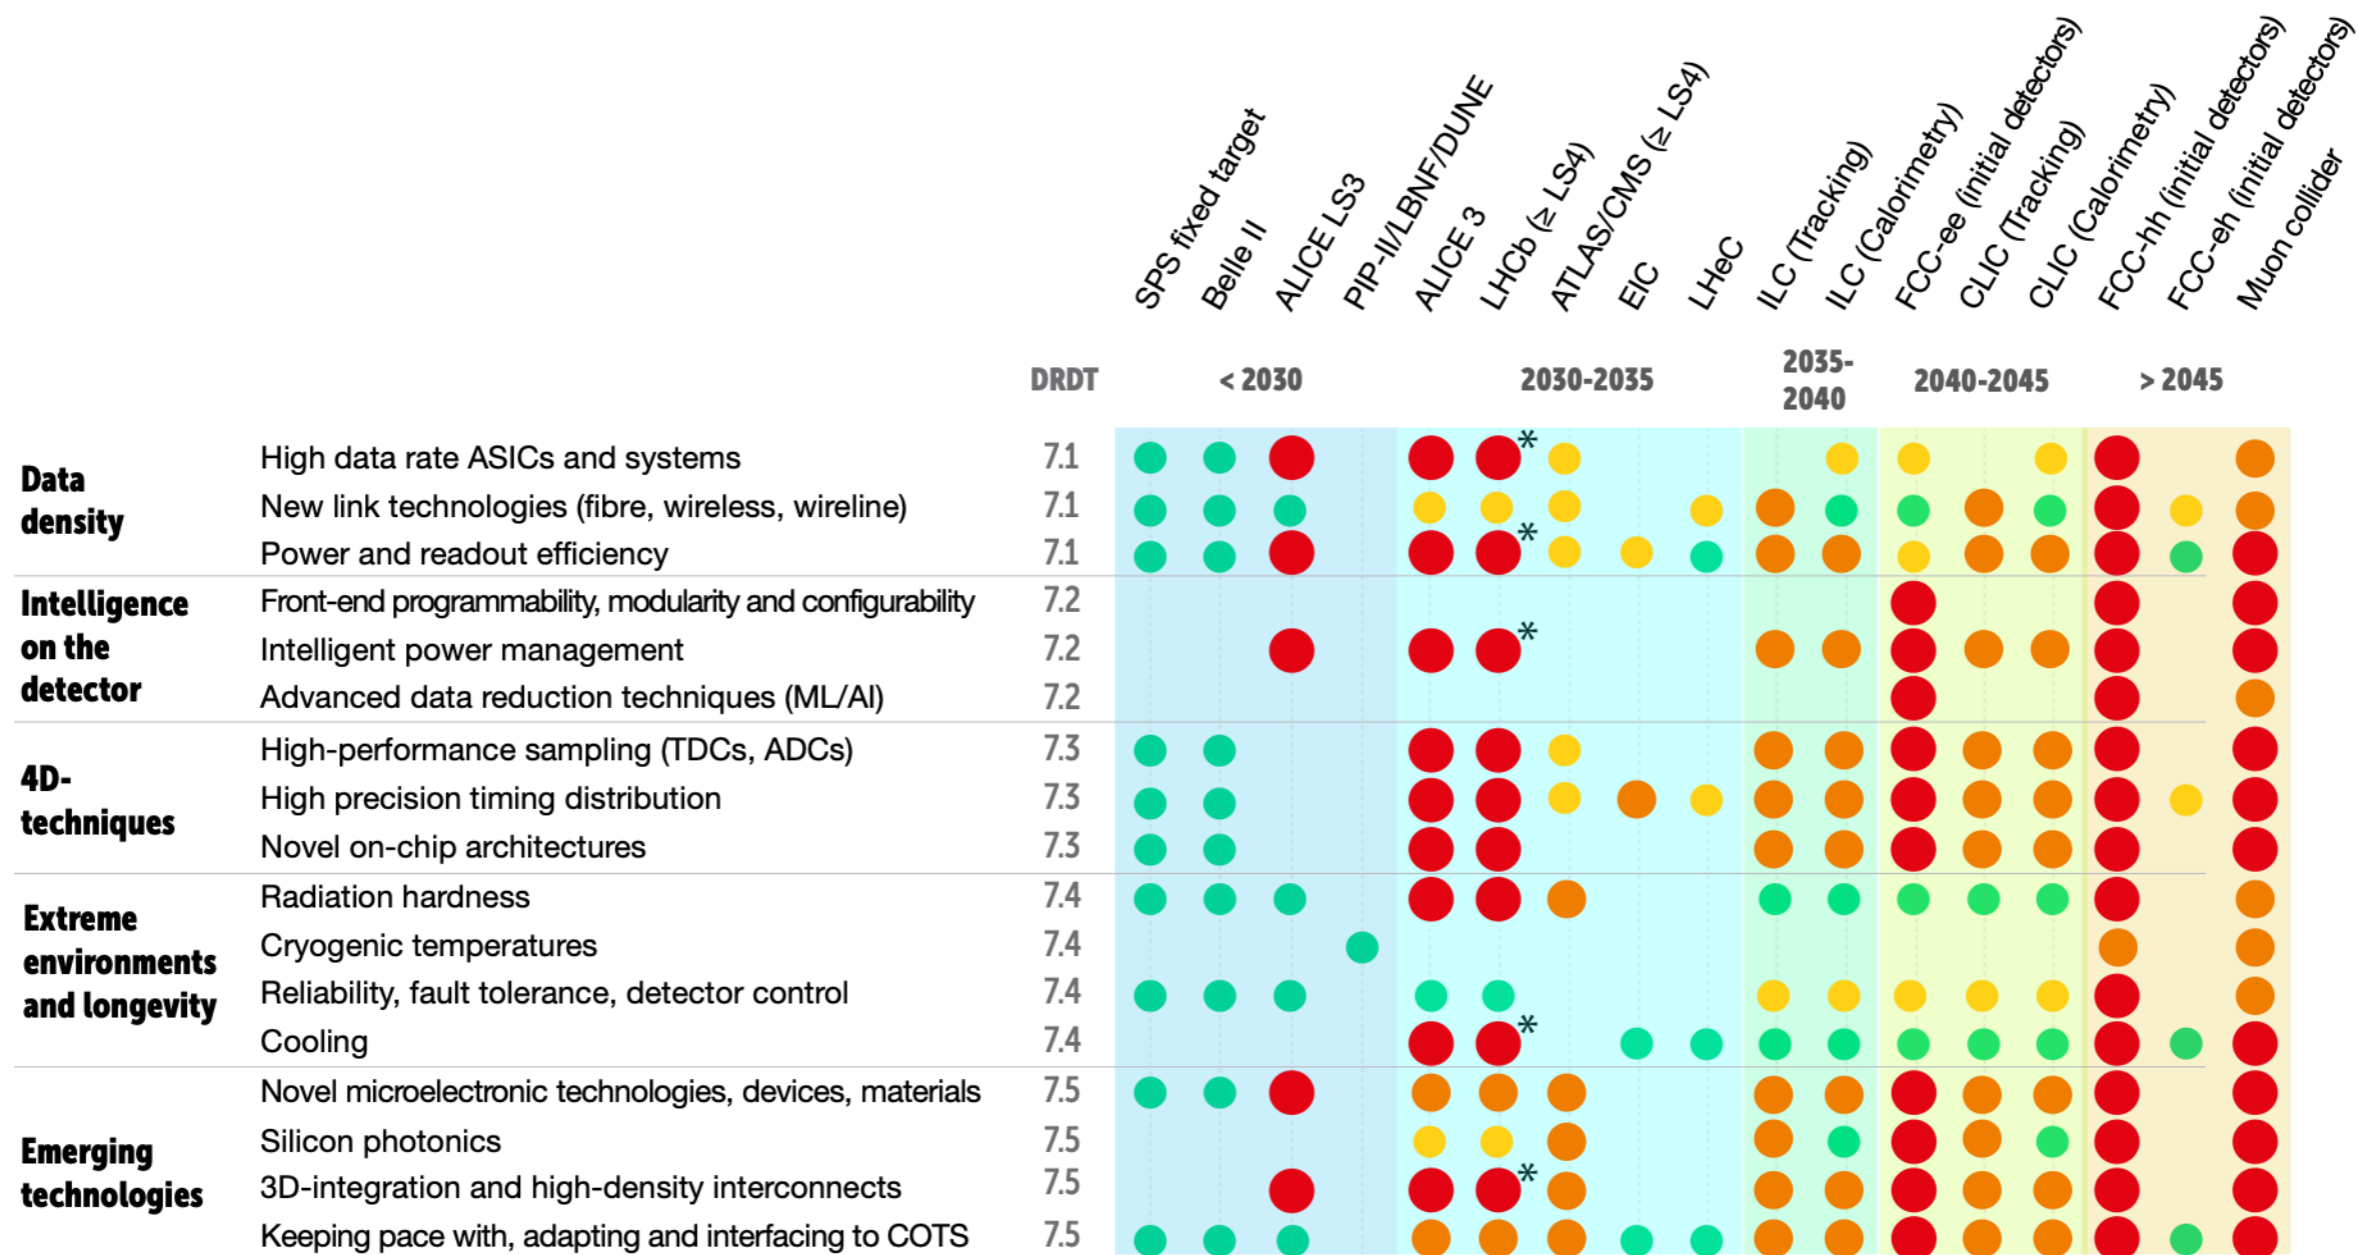 SPS fixed target
Belle II
ALICE LS3
PIP-II/LBNF/DUNE
ALICE 3
LHCb (≥ LS4)
ATLAS/CMS (≥ LS4)
EIC
LHeC
ILC (Tracking)
ILC (Calorimetry)
FCC-ee (initial detectors)
CLIC (Tracking)
CLIC (Calorimetry)
FCC-hh (initial detectors)
FCC-eh (initial detectors)
Muon collider
DRDT
< 2030
2030-2035
2035-
2040
2040-2045
> 2045
Data
density
High data rate ASICs and systems 7.1 *
New link technologies (fibre, wireless, wireline) 7.1
Power and readout efficiency 7.1 *
Intelligence
on the
detector
Front-end programmability, modularity and configurability 7.2
Intelligent power management 7.2 *
Advanced data reduction techniques (ML/AI) 7.2
4D-
techniques
High-performance sampling (TDCs, ADCs) 7.3
High precision timing distribution 7.3
Novel on-chip architectures 7.3
Extreme
environments
and longevity
Radiation hardness 7.4
Cryogenic temperatures 7.4
Reliability, fault tolerance, detector control 7.4
Cooling 7.4 *
Emerging
technologies
Novel microelectronic technologies, devices, materials 7.5
Silicon photonics 7.5
3D-integration and high-density interconnects 7.5 *
Keeping pace with, adapting and interfacing to COTS 7.5